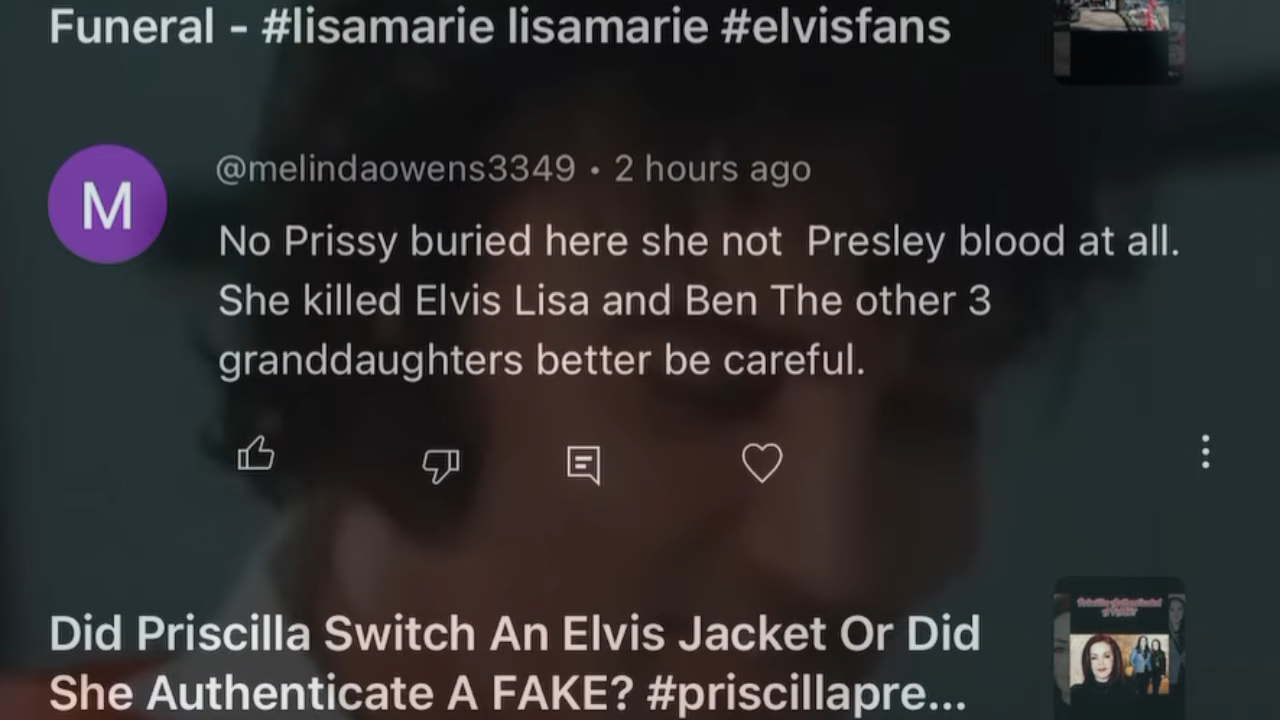 Funeral - #lisamarie lisamarie #elvisfans
M
@melindaowens3349 • 2 hours ago
No Prissy buried here she not  Presley blood at all.
She killed Elvis Lisa and Ben The other 3
granddaughters better be careful.
Did Priscilla Switch An Elvis Jacket Or Did
She Authenticate A FAKE? #priscillapre...